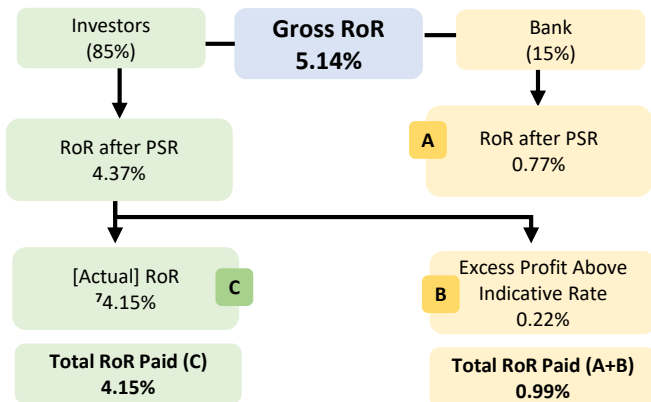 Investors
(85%)
Gross RoR
5.14%
Bank
(15%)
RoR after PSR
4.37%
A
RoR after PSR
0.77%
[Actual] RoR
⁷4.15%
C
B
Excess Profit Above
Indicative Rate
0.22%
Total RoR Paid (C)
4.15%
Total RoR Paid (A+B)
0.99%